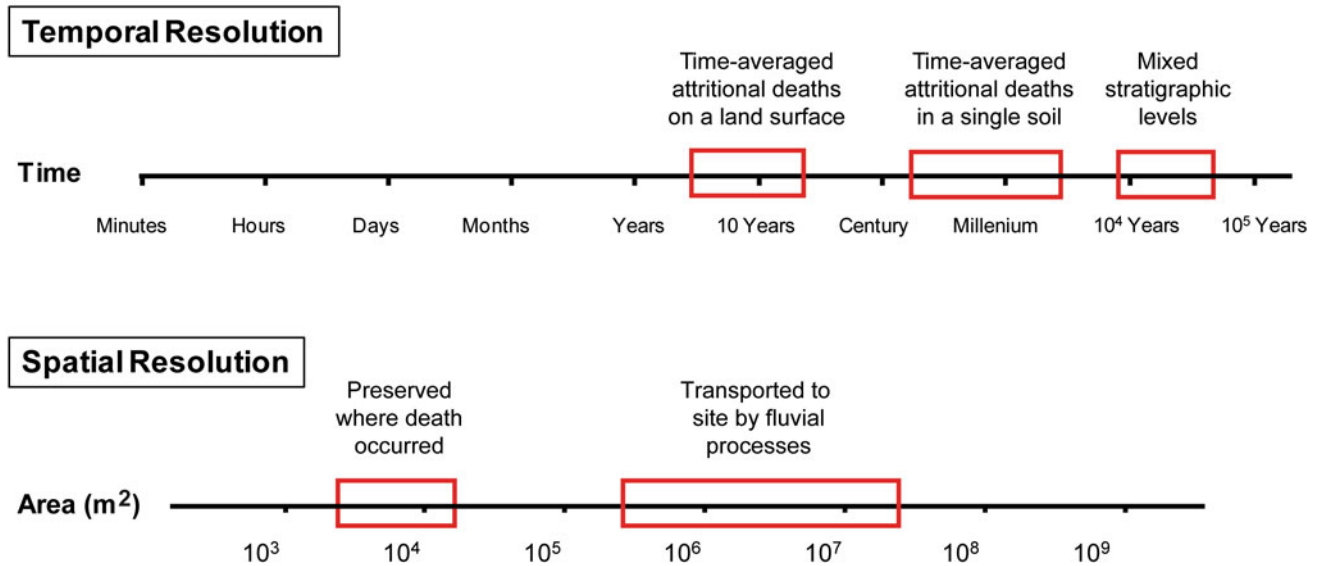 Temporal Resolution
Time-averaged
attritional deaths
on a land surface
Time-averaged
attritional deaths
in a single soil
Mixed
stratigraphic
levels
Time
Minutes Hours Days Months Years 10 Years Century Millenium 10⁴ Years 10⁵ Years
Spatial Resolution
Preserved
where death
occurred
Transported to
site by fluvial
processes
Area (m²)
10³ 10⁴ 10⁵ 10⁶ 10⁷ 10⁸ 10⁹